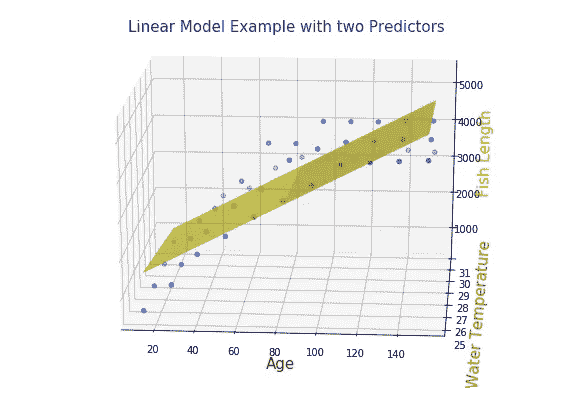 Linear Model Example with two Predictors
5000
4000
3000
2000
1000
Fish Length
31
30
29
28
27
26
25
Water Temperature
20 40 60 80 100 120 140
Age